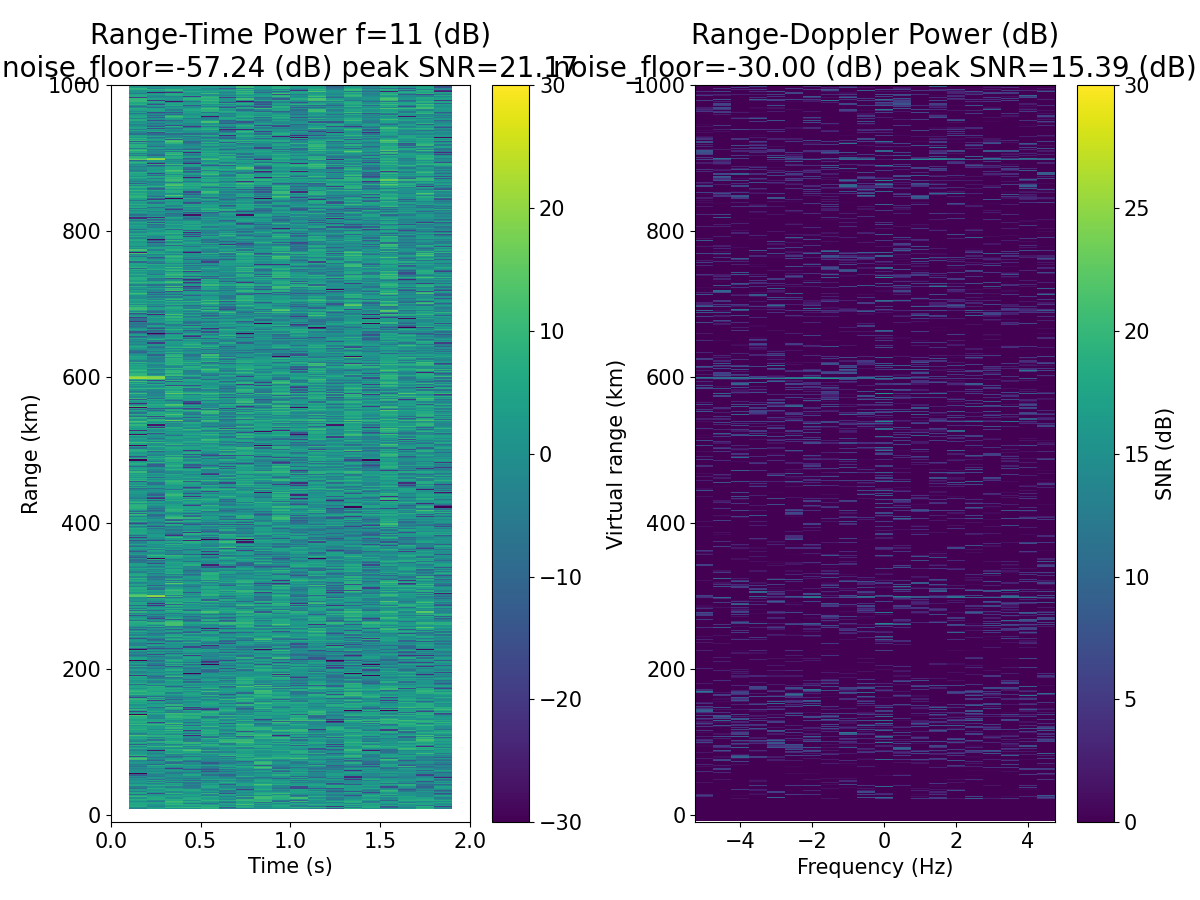 Range-Time Power f=11 (dB)
noise_floor=-57.24 (dB) peak SNR=21.17
Range-Doppler Power (dB)
noise_floor=-30.00 (dB) peak SNR=15.39 (dB)
1000
800
600
400
200
0
Range (km)
0.0 0.5 1.0 1.5 2.0
Time (s)
30
20
10
0
−10
−20
−30
1000
800
600
400
200
0
Virtual range (km)
−4 −2 0 2 4
Frequency (Hz)
30
25
20
15
10
5
0
SNR (dB)